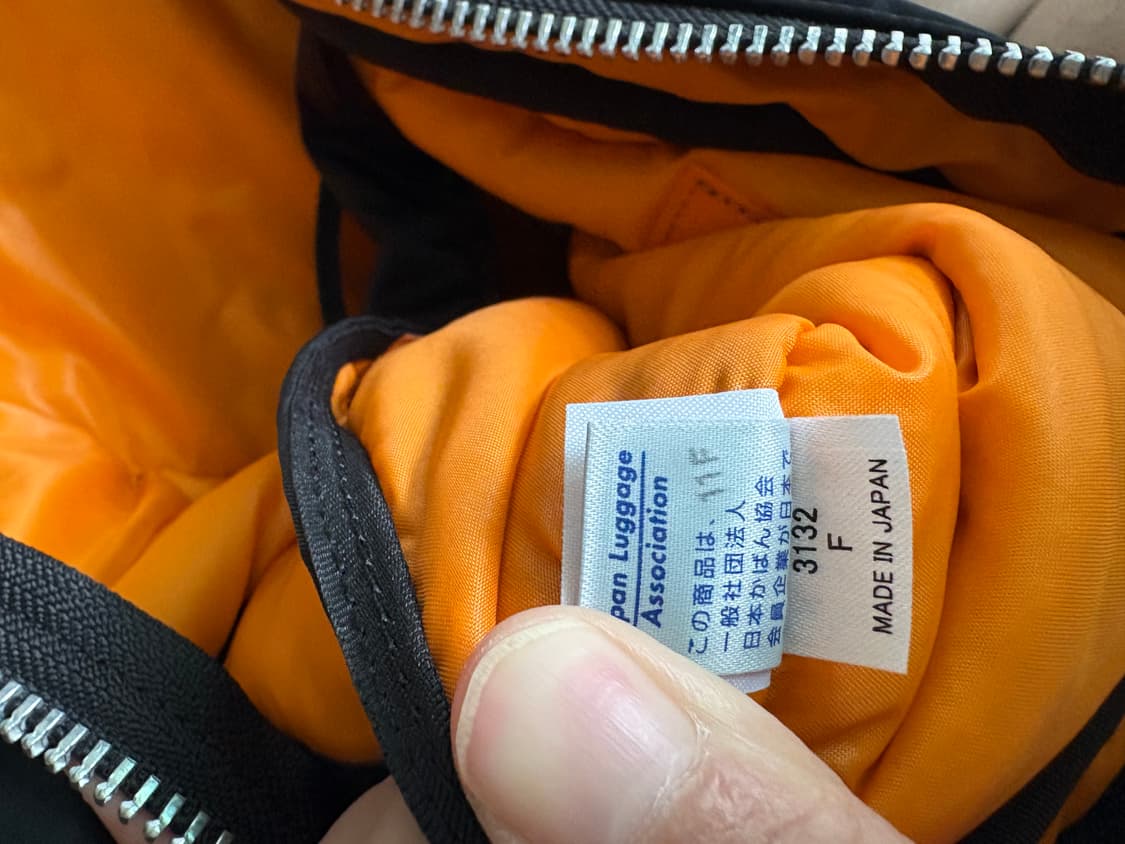 pan Luggage
Association
11F
この商品は、
一般社団法人
日本かばん協会
会員企業が日本で
3132
F
MADE IN JAPAN